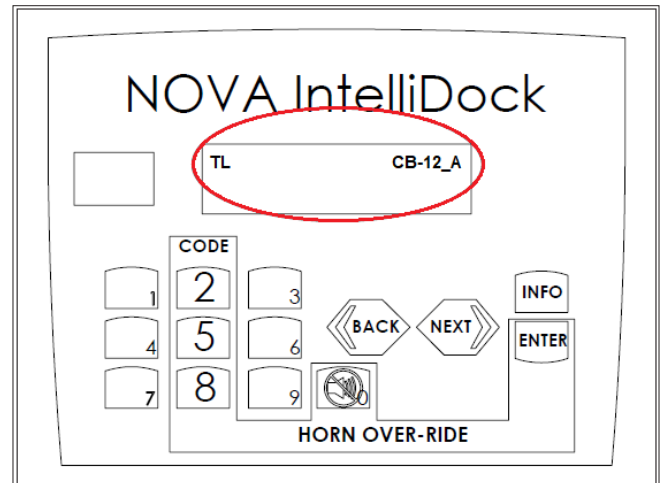 NOVA IntelliDock
TL CB-12_A
CODE
1 2 3
INFO
4 5 6
BACK NEXT
ENTER
7 8 9 0
HORN OVER-RIDE